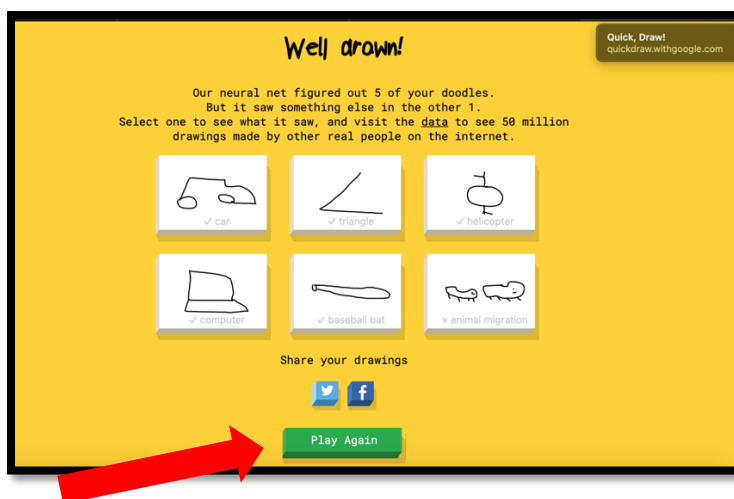 Quick, Draw!
quickdraw.withgoogle.com
Well drawn!
Our neural net figured out 5 of your doodles.
But it saw something else in the other 1.
Select one to see what it saw, and visit the data to see 50 million
drawings made by other real people on the internet.
✓ car
✓ triangle
✓ helicopter
✓ computer
✓ baseball bat
× animal migration
Share your drawings
f
Play Again